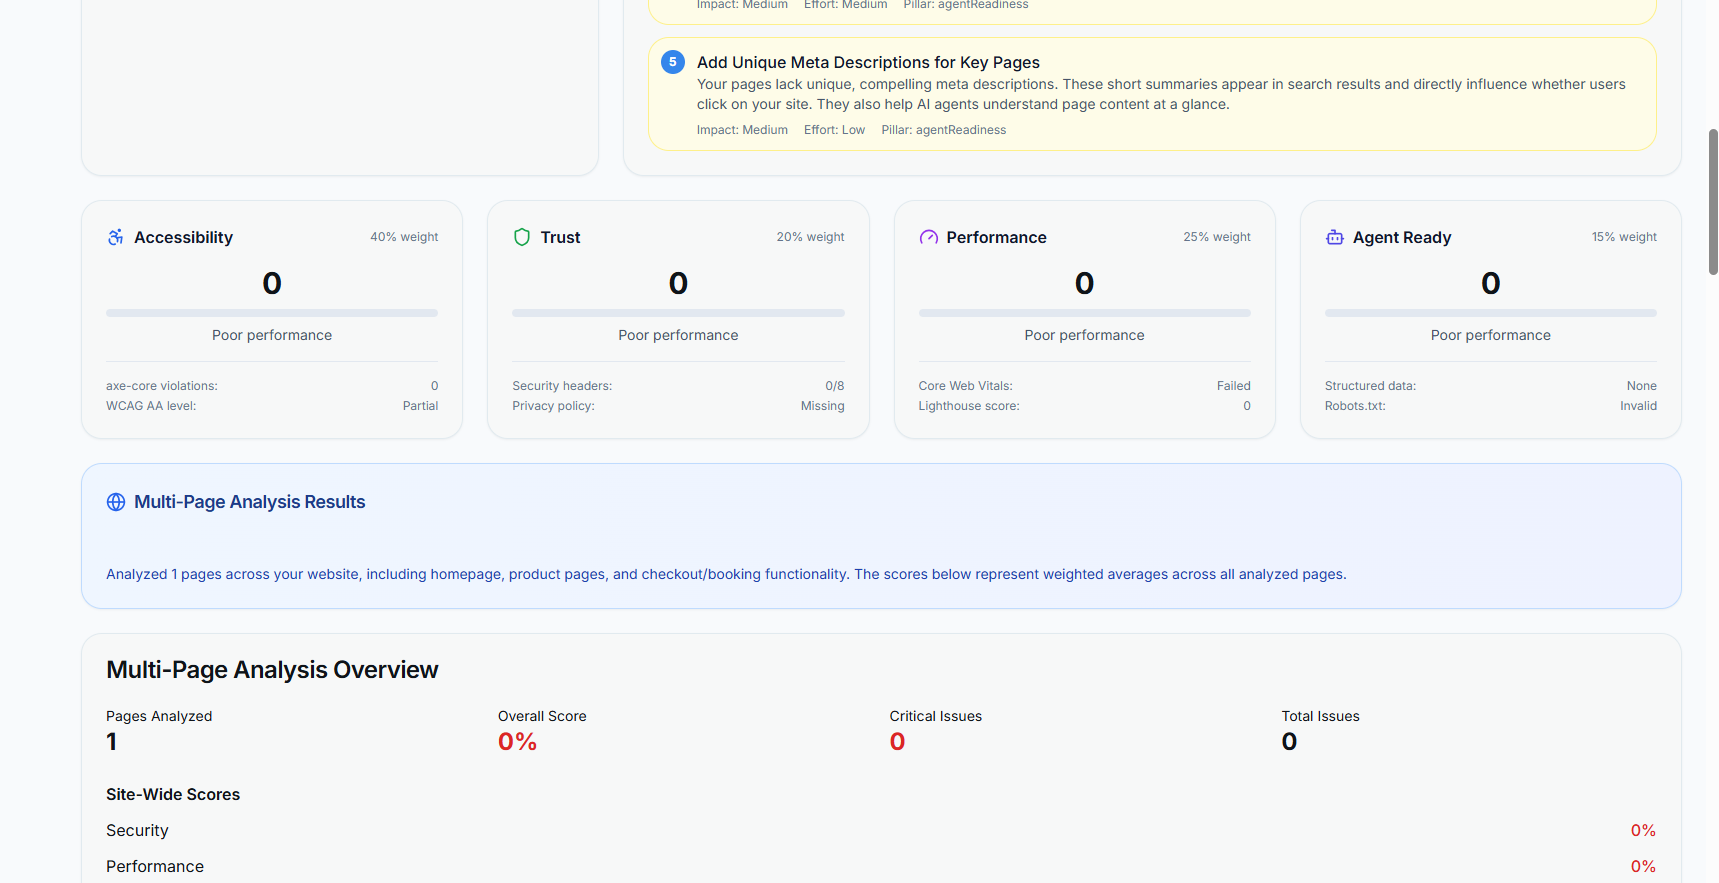 Impact: Medium Effort: Medium Pillar: agentReadiness
5
Add Unique Meta Descriptions for Key Pages
Your pages lack unique, compelling meta descriptions. These short summaries appear in search results and directly influence whether users
click on your site. They also help AI agents understand page content at a glance.
Impact: Medium Effort: Low Pillar: agentReadiness
Accessibility 40% weight
0
Poor performance
axe-core violations: 0
WCAG AA level: Partial
Trust 20% weight
0
Poor performance
Security headers: 0/8
Privacy policy: Missing
Performance 25% weight
0
Poor performance
Core Web Vitals: Failed
Lighthouse score: 0
Agent Ready 15% weight
0
Poor performance
Structured data: None
Robots.txt: Invalid
Multi-Page Analysis Results
Analyzed 1 pages across your website, including homepage, product pages, and checkout/booking functionality. The scores below represent weighted averages across all analyzed pages.
Multi-Page Analysis Overview
Pages Analyzed
1
Overall Score
0%
Critical Issues
0
Total Issues
0
Site-Wide Scores
Security 0%
Performance 0%